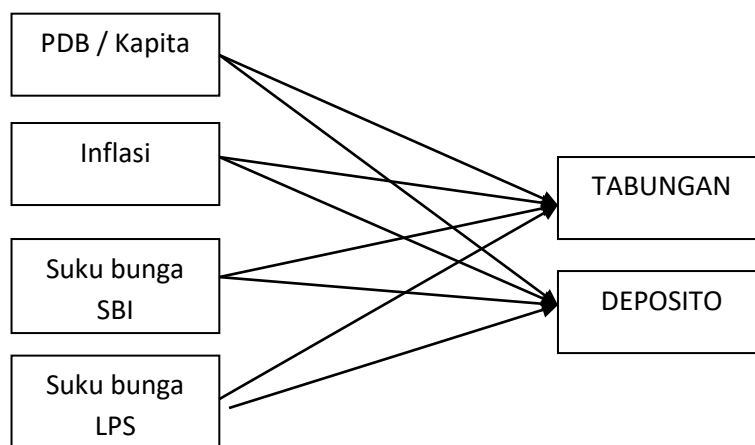 PDB / Kapita
Inflasi
Suku bunga
SBI
Suku bunga
LPS
TABUNGAN
DEPOSITO